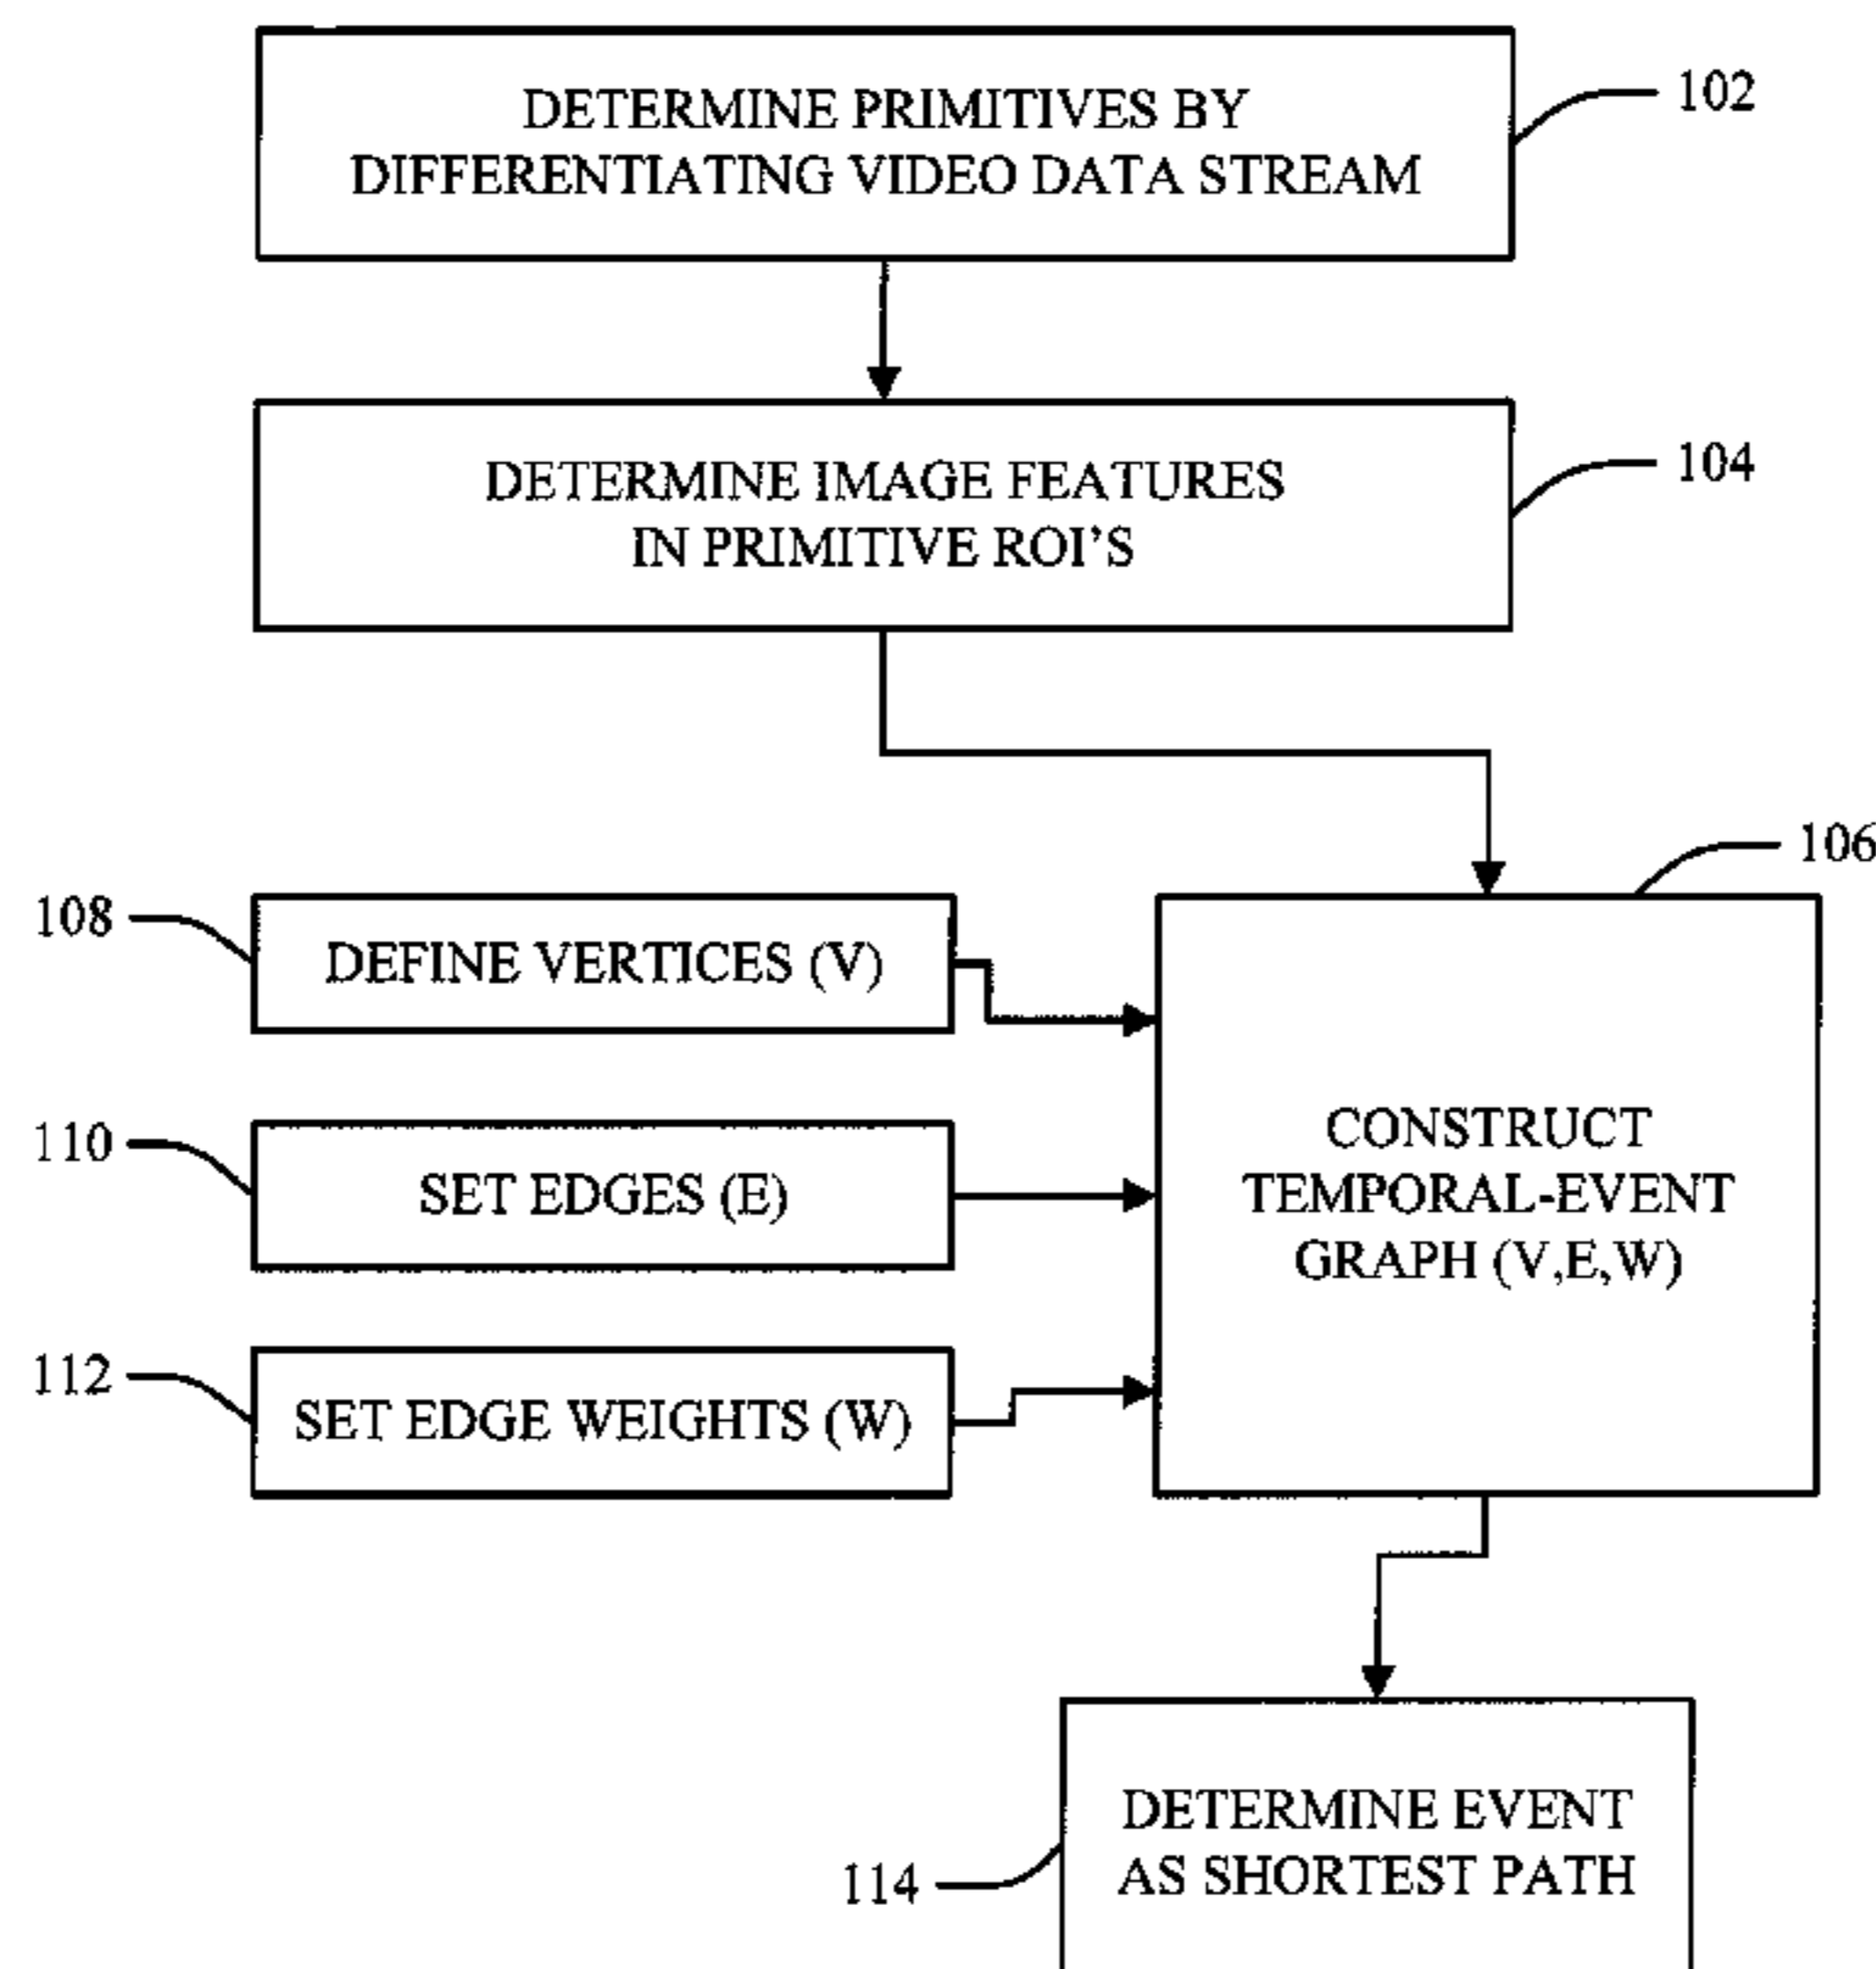 DETERMINE PRIMITIVES BY
DIFFERENTIATING VIDEO DATA STREAM
102
DETERMINE IMAGE FEATURES
IN PRIMITIVE ROI'S
104
106
108
DEFINE VERTICES (V)
110
SET EDGES (E)
112
SET EDGE WEIGHTS (W)
CONSTRUCT
TEMPORAL-EVENT
GRAPH (V,E,W)
DETERMINE EVENT
AS SHORTEST PATH
114